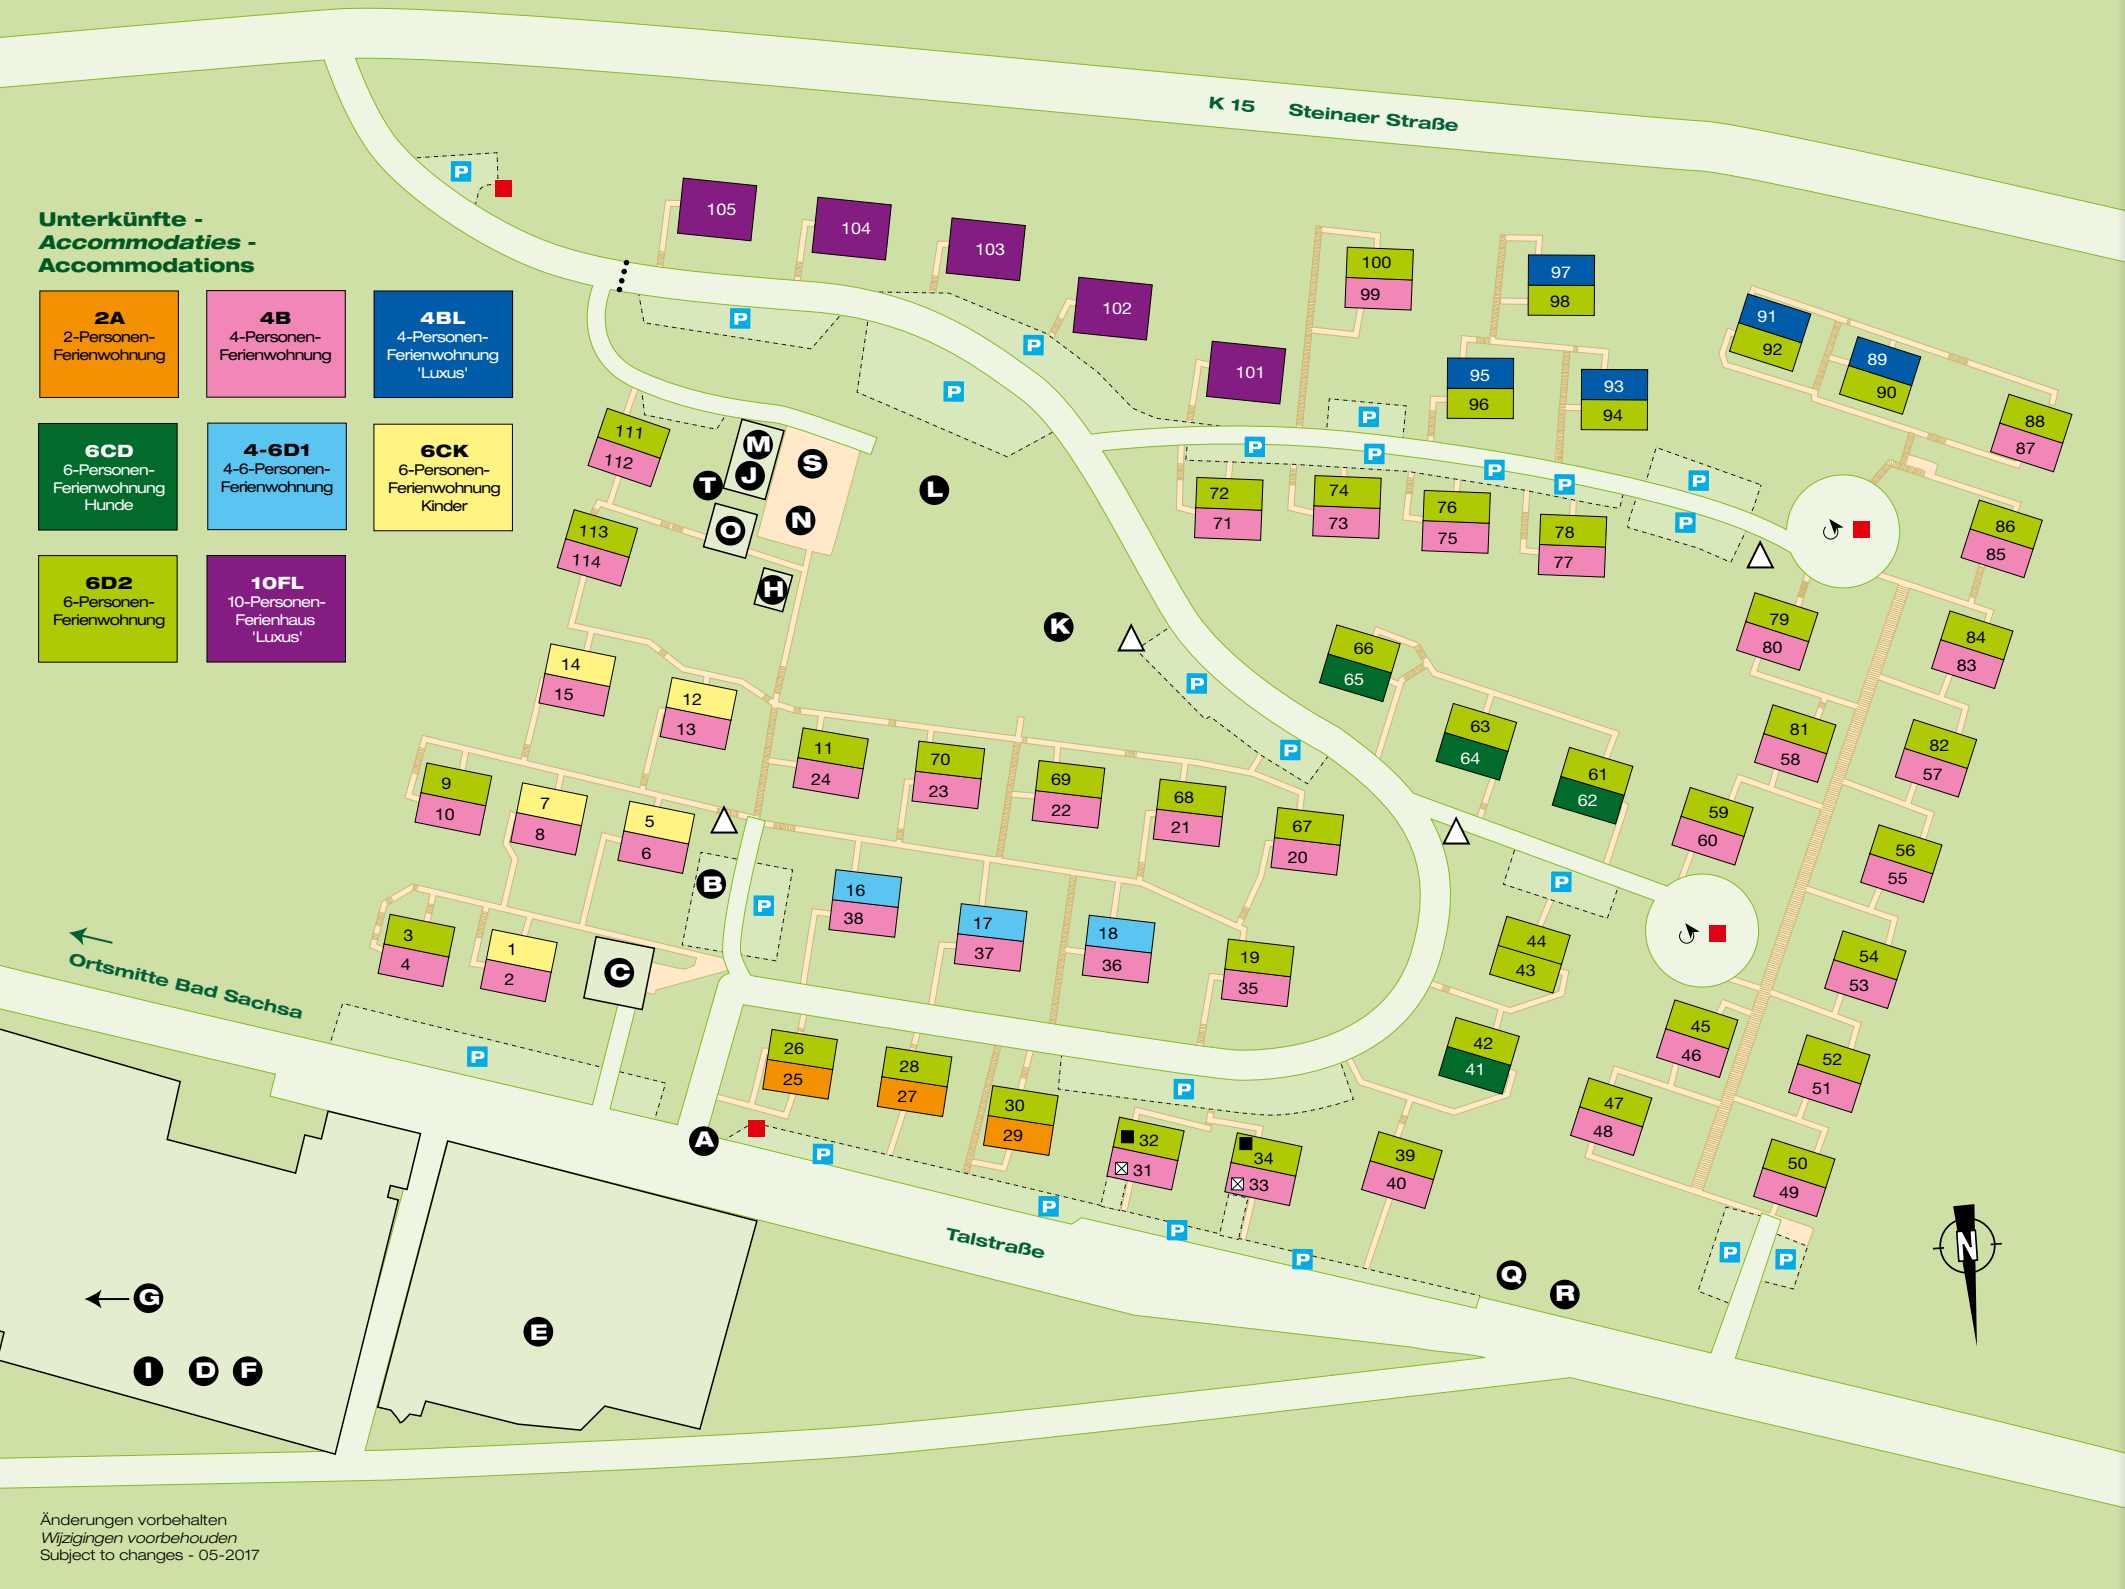 K 15 Steinaer Straße
P
Unterkünfte -
Accommodaties -
Accommodations
2A
2-Personen-
Ferienwohnung
4B
4-Personen-
Ferienwohnung
4BL
4-Personen-
Ferienwohnung
'Luxus'
6CD
6-Personen-
Ferienwohnung
Hunde
4-6D1
4-6-Personen-
Ferienwohnung
6CK
6-Personen-
Ferienwohnung
Kinder
6D2
6-Personen-
Ferienwohnung
10FL
10-Personen-
Ferienhaus
'Luxus'
105
104
103
102
101
P
P
P
100
99
97
98
95
96
93
94
91
92
89
90
88
87
P
P
P
P
P
P
P
111
112
M
J
S
T
O
N
H
L
K
113
114
72
71
74
73
76
75
78
77
86
85
79
80
84
83
14
15
12
13
P
P
66
65
63
64
61
62
81
58
82
57
11
24
70
23
69
22
68
21
67
20
9
10
7
8
5
6
59
60
56
55
B
P
16
38
17
37
18
36
19
35
P
44
43
54
53
3
4
1
2
C
Ortsmitte Bad Sachsa
P
26
25
28
27
30
29
P
42
41
45
46
52
51
47
48
A
P
32
31
34
33
39
40
50
49
P
P
P
Talstraße
P
P
Q
R
N
G
E
I
D
F
Änderungen vorbehalten
Wijzigingen voorbehouden
Subject to changes - 05-2017